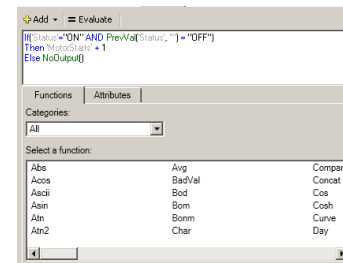 Add
Evaluate
If('Status'="ON" AND PrevVal('Status', "") = "OFF")
Then 'MotorStarts' + 1
Else NoOutput()
Functions Attributes
Categories:
All
Select a function:
Abs Avg Compar
Acos BadVal Concat
Ascii Bod Cos
Asin Bom Cosh
Atn Bonm Curve
Atn2 Char Day